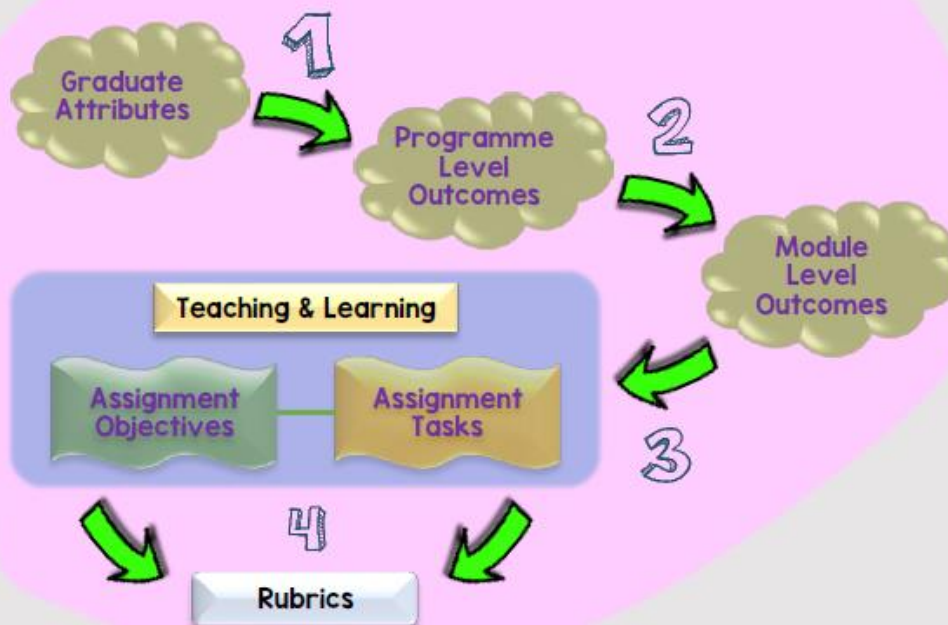 1
Graduate
Attributes
2
Programme
Level
Outcomes
Module
Level
Outcomes
Teaching & Learning
Assignment
Objectives
Assignment
Tasks
3
4
Rubrics